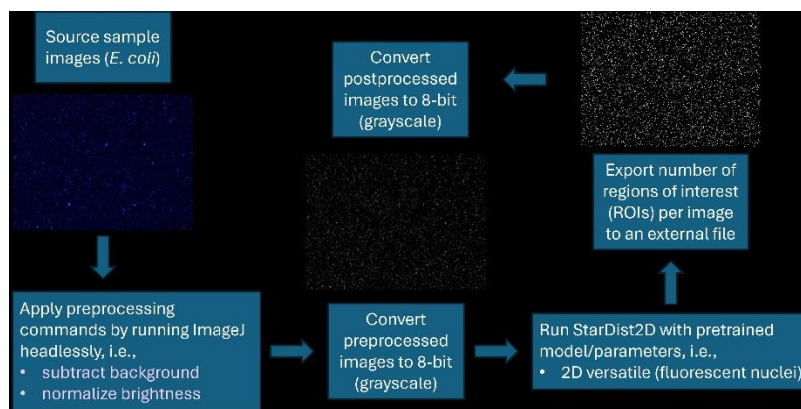 Source sample
images (E. coli)
Apply preprocessing
commands by running ImageJ
headlessly, i.e.,
• subtract background
• normalize brightness
Convert
preprocessed
images to 8-bit
(grayscale)
Run StarDist2D with pretrained
model/parameters, i.e.,
• 2D versatile (fluorescent nuclei)
Export number of
regions of interest
(ROIs) per image
to an external file
Convert
postprocessed
images to 8-bit
(grayscale)